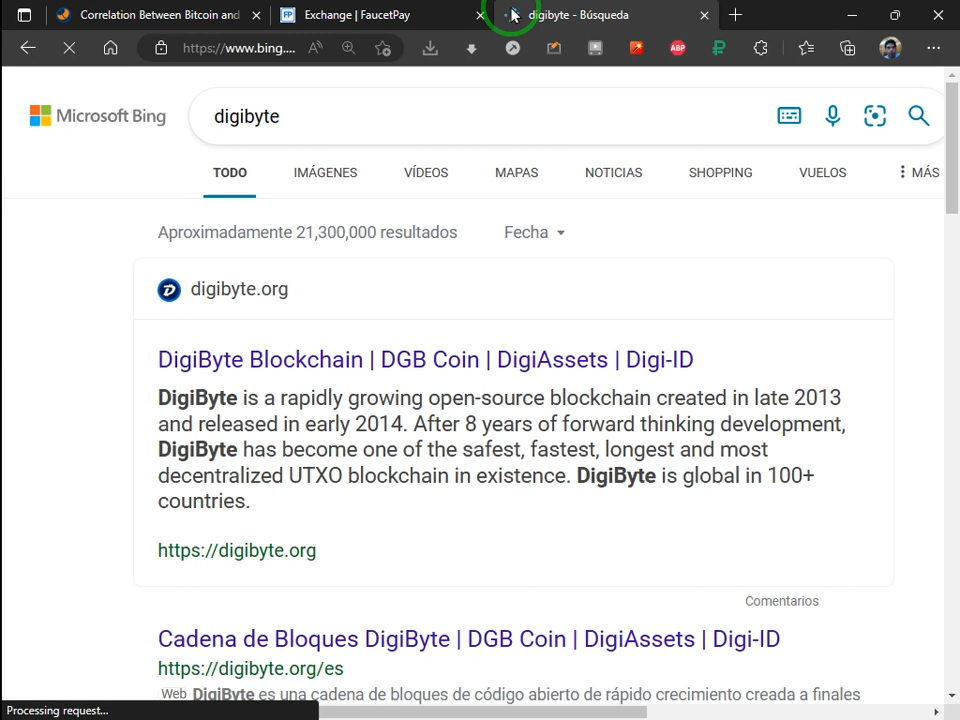 Correlation Between Bitcoin and
Exchange | FaucetPay
digibyte - Búsqueda
https://www.bing....
ABP
Microsoft Bing
digibyte
TODO
IMÁGENES
VÍDEOS
MAPAS
NOTICIAS
SHOPPING
VUELOS
MÁS
Aproximadamente 21,300,000 resultados
Fecha
digibyte.org
DigiByte Blockchain | DGB Coin | DigiAssets | Digi-ID
DigiByte is a rapidly growing open-source blockchain created in late 2013
and released in early 2014. After 8 years of forward thinking development,
DigiByte has become one of the safest, fastest, longest and most
decentralized UTXO blockchain in existence. DigiByte is global in 100+
countries.
https://digibyte.org
Comentarios
Cadena de Bloques DigiByte | DGB Coin | DigiAssets | Digi-ID
https://digibyte.org/es
Web DigiByte es una cadena de bloques de código abierto de rápido crecimiento creada a finales
Processing request...